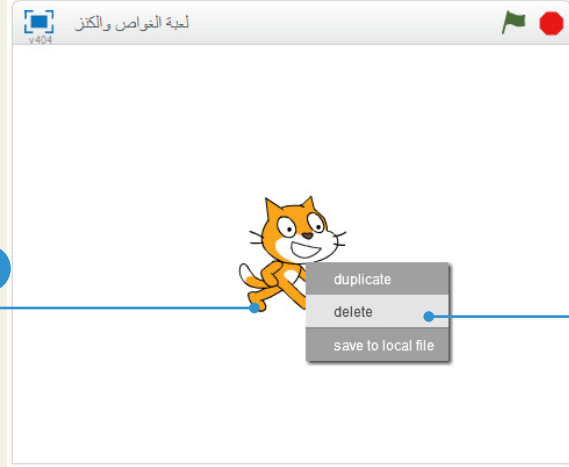 لعبة الغواص والكنز
v404
duplicate
delete
save to local file